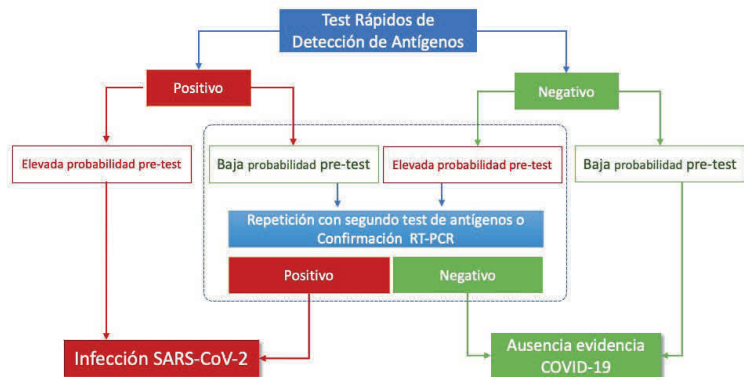 Test Rápidos de
Detección de Antígenos
Positivo
Negativo
Elevada probabilidad pre-test
Baja probabilidad pre-test
Elevada probabilidad pre-test
Baja probabilidad pre-test
Repetición con segundo test de antígenos o
Confirmación RT-PCR
Positivo
Negativo
Infección SARS-CoV-2
Ausencia evidencia
COVID-19